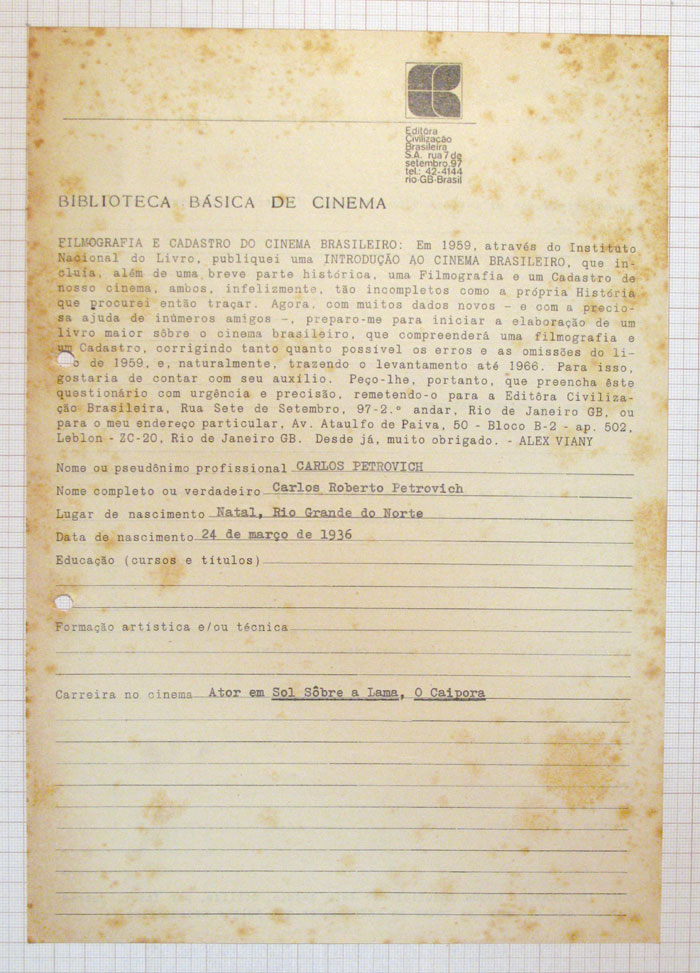 Editôra
Civilização
Brasileira
S.A. rua 7 de
setembro, 97
tel.: 42-4144
rio-GB-Brasil
BIBLIOTECA BÁSICA DE CINEMA
FILMOGRAFIA E CADASTRO DO CINEMA BRASILEIRO: Em 1959, através do Instituto
Nacional do Livro, publiquei uma INTRODUÇÃO AO CINEMA BRASILEIRO, que in-
cluía, além de uma breve parte histórica, uma Filmografia e um Cadastro de
nosso cinema, ambos, infelizmente, tão incompletos como a própria História
que procurei então traçar. Agora, com muitos dados novos – e com a precio-
sa ajuda de inúmeros amigos –, preparo-me para iniciar a elaboração de um
livro maior sôbre o cinema brasileiro, que compreenderá uma filmografia e
um Cadastro, corrigindo tanto quanto possível os erros e as omissões do li-
o de 1959, e, naturalmente, trazendo o levantamento até 1966. Para isso,
gostaria de contar com seu auxílio. Peço-lhe, portanto, que preencha êste
questionário com urgência e precisão, remetendo-o para a Editôra Civiliza-
ção Brasileira, Rua Sete de Setembro, 97-2.º andar, Rio de Janeiro GB, ou
para o meu endereço particular, Av. Ataulfo de Paiva, 50 - Bloco B-2 - ap. 502,
Leblon - ZC-20, Rio de Janeiro GB. Desde já, muito obrigado. - ALEX VIANY
Nome ou pseudônimo profissional CARLOS PETROVICH
Nome completo ou verdadeiro Carlos Roberto Petrovich
Lugar de nascimento Natal, Rio Grande do Norte
Data de nascimento 24 de março de 1936
Educação (cursos e títulos)
Formação artística e/ou técnica
Carreira no cinema Ator em Sol Sôbre a Lama, O Caipora